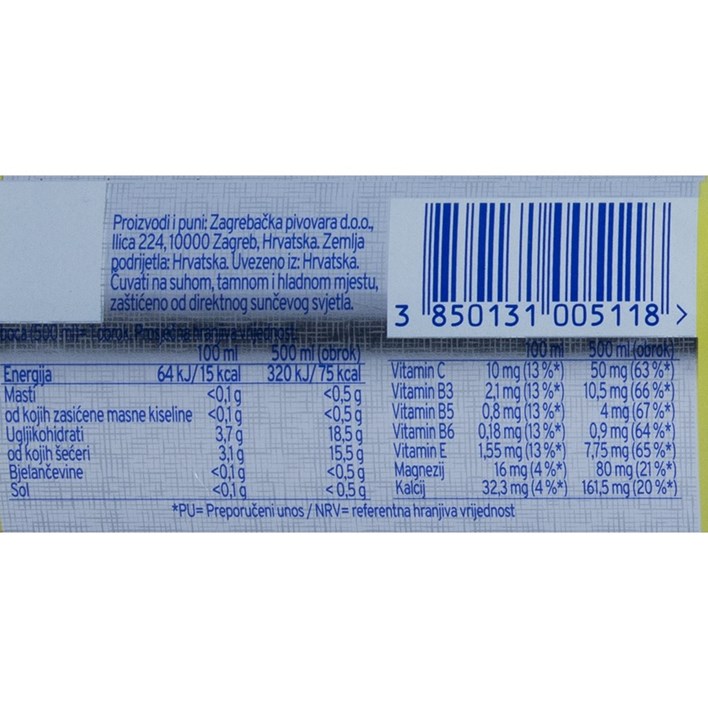 Proizvodi i puni: Zagrebačka pivovara d.o.o.,
Ilica 224, 10000 Zagreb, Hrvatska. Zemlja
podrijetla: Hrvatska. Uvezeno iz: Hrvatska.
Čuvati na suhom, tamnom i hladnom mjestu,
zaštićeno od direktnog sunčevog svjetla.
3 850131 005118 >
boca (500 ml)= 1 obrok. Prosječna hranjiva vrijednost:
100 ml 500 ml (obrok)
Energija 64 kJ/ 15 kcal 320 kJ/ 75 kcal
Masti <0,1 g <0,5 g
od kojih zasićene masne kiseline <0,1 g <0,5 g
Ugljikohidrati 3,7 g 18,5 g
od kojih šećeri 3,1 g 15,5 g
Bjelančevine <0,1 g <0,5 g
Sol <0,1 g < 0,5 g
100 ml 500 ml (obrok)
Vitamin C 10 mg (13 %*) 50 mg (63 %*)
Vitamin B3 2,1 mg (13 %*) 10,5 mg (66 %*)
Vitamin B5 0,8 mg (13 %*) 4 mg (67 %*)
Vitamin B6 0,18 mg (13 %*) 0,9 mg (64 %*)
Vitamin E 1,55 mg (13 %*) 7,75 mg (65 %*)
Magnezij 16 mg (4 %*) 80 mg (21 %*)
Kalcij 32,3 mg (4 %*) 161,5 mg (20 %*)
*PU= Preporučeni unos / NRV= referentna hranjiva vrijednost